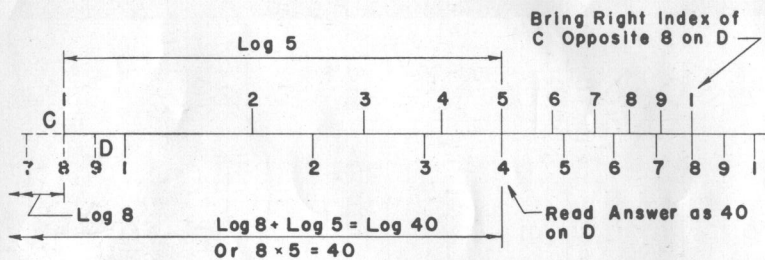 Bring Right Index of
C Opposite 8 on D
Log 5
1 2 3 4 5 6 7 8 9 1
C
D
7 8 9 1 2 3 4 5 6 7 8 9 1
Log 8
Log 8 + Log 5 = Log 40
Or 8 × 5 = 40
Read Answer as 40
on D